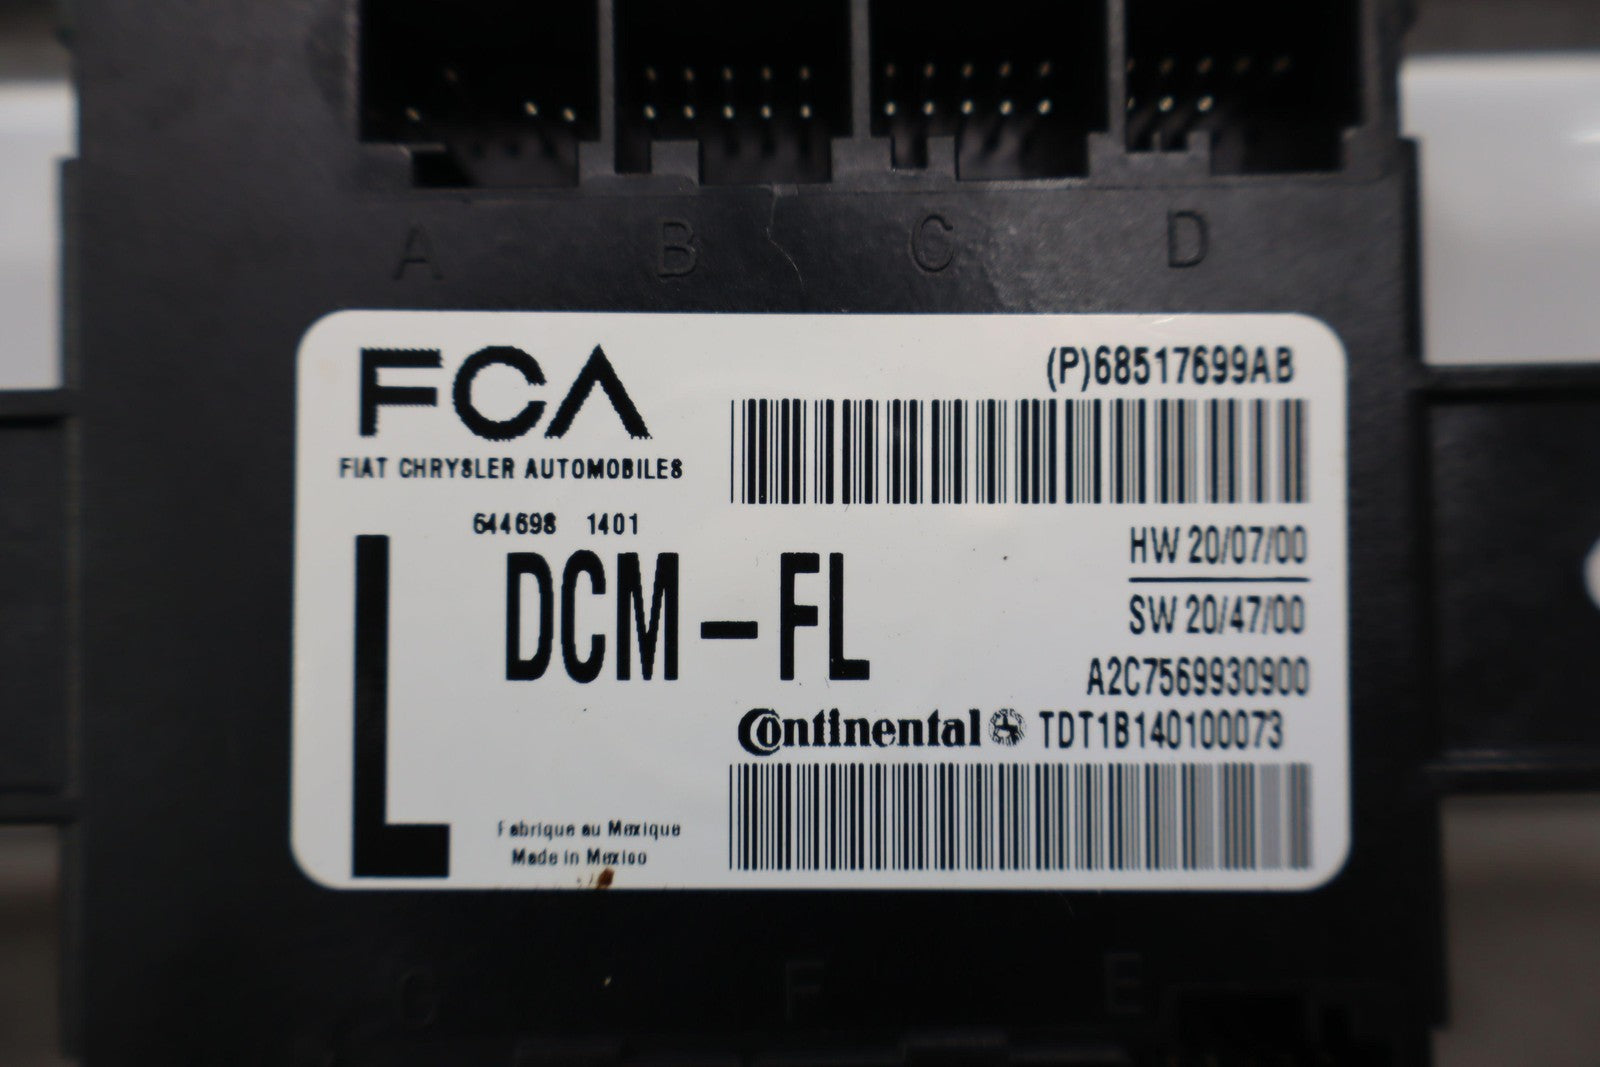 A B C D
FCA
FIAT CHRYSLER AUTOMOBILES
(P)68517699AB
644698 1401
L
DCM-FL
HW 20/07/00
SW 20/47/00
A2C7569930900
Continental TDT1B140100073
Fabrique au Mexique
Made in Mexico
G F E